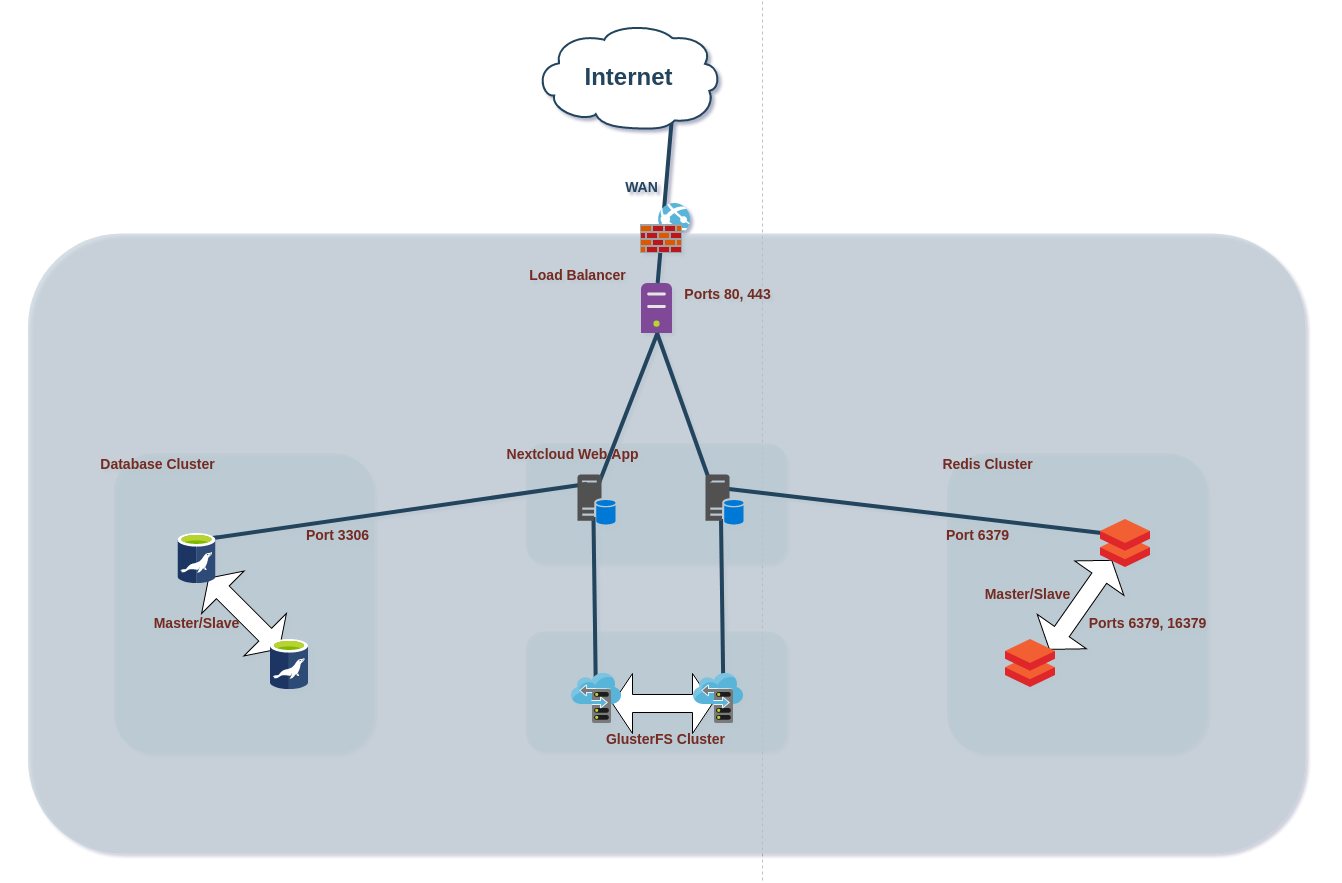 Internet
WAN
Load Balancer
Ports 80, 443
Nextcloud Web App
Database Cluster
Redis Cluster
Port 3306
Port 6379
Master/Slave
Master/Slave
Ports 6379, 16379
GlusterFS Cluster